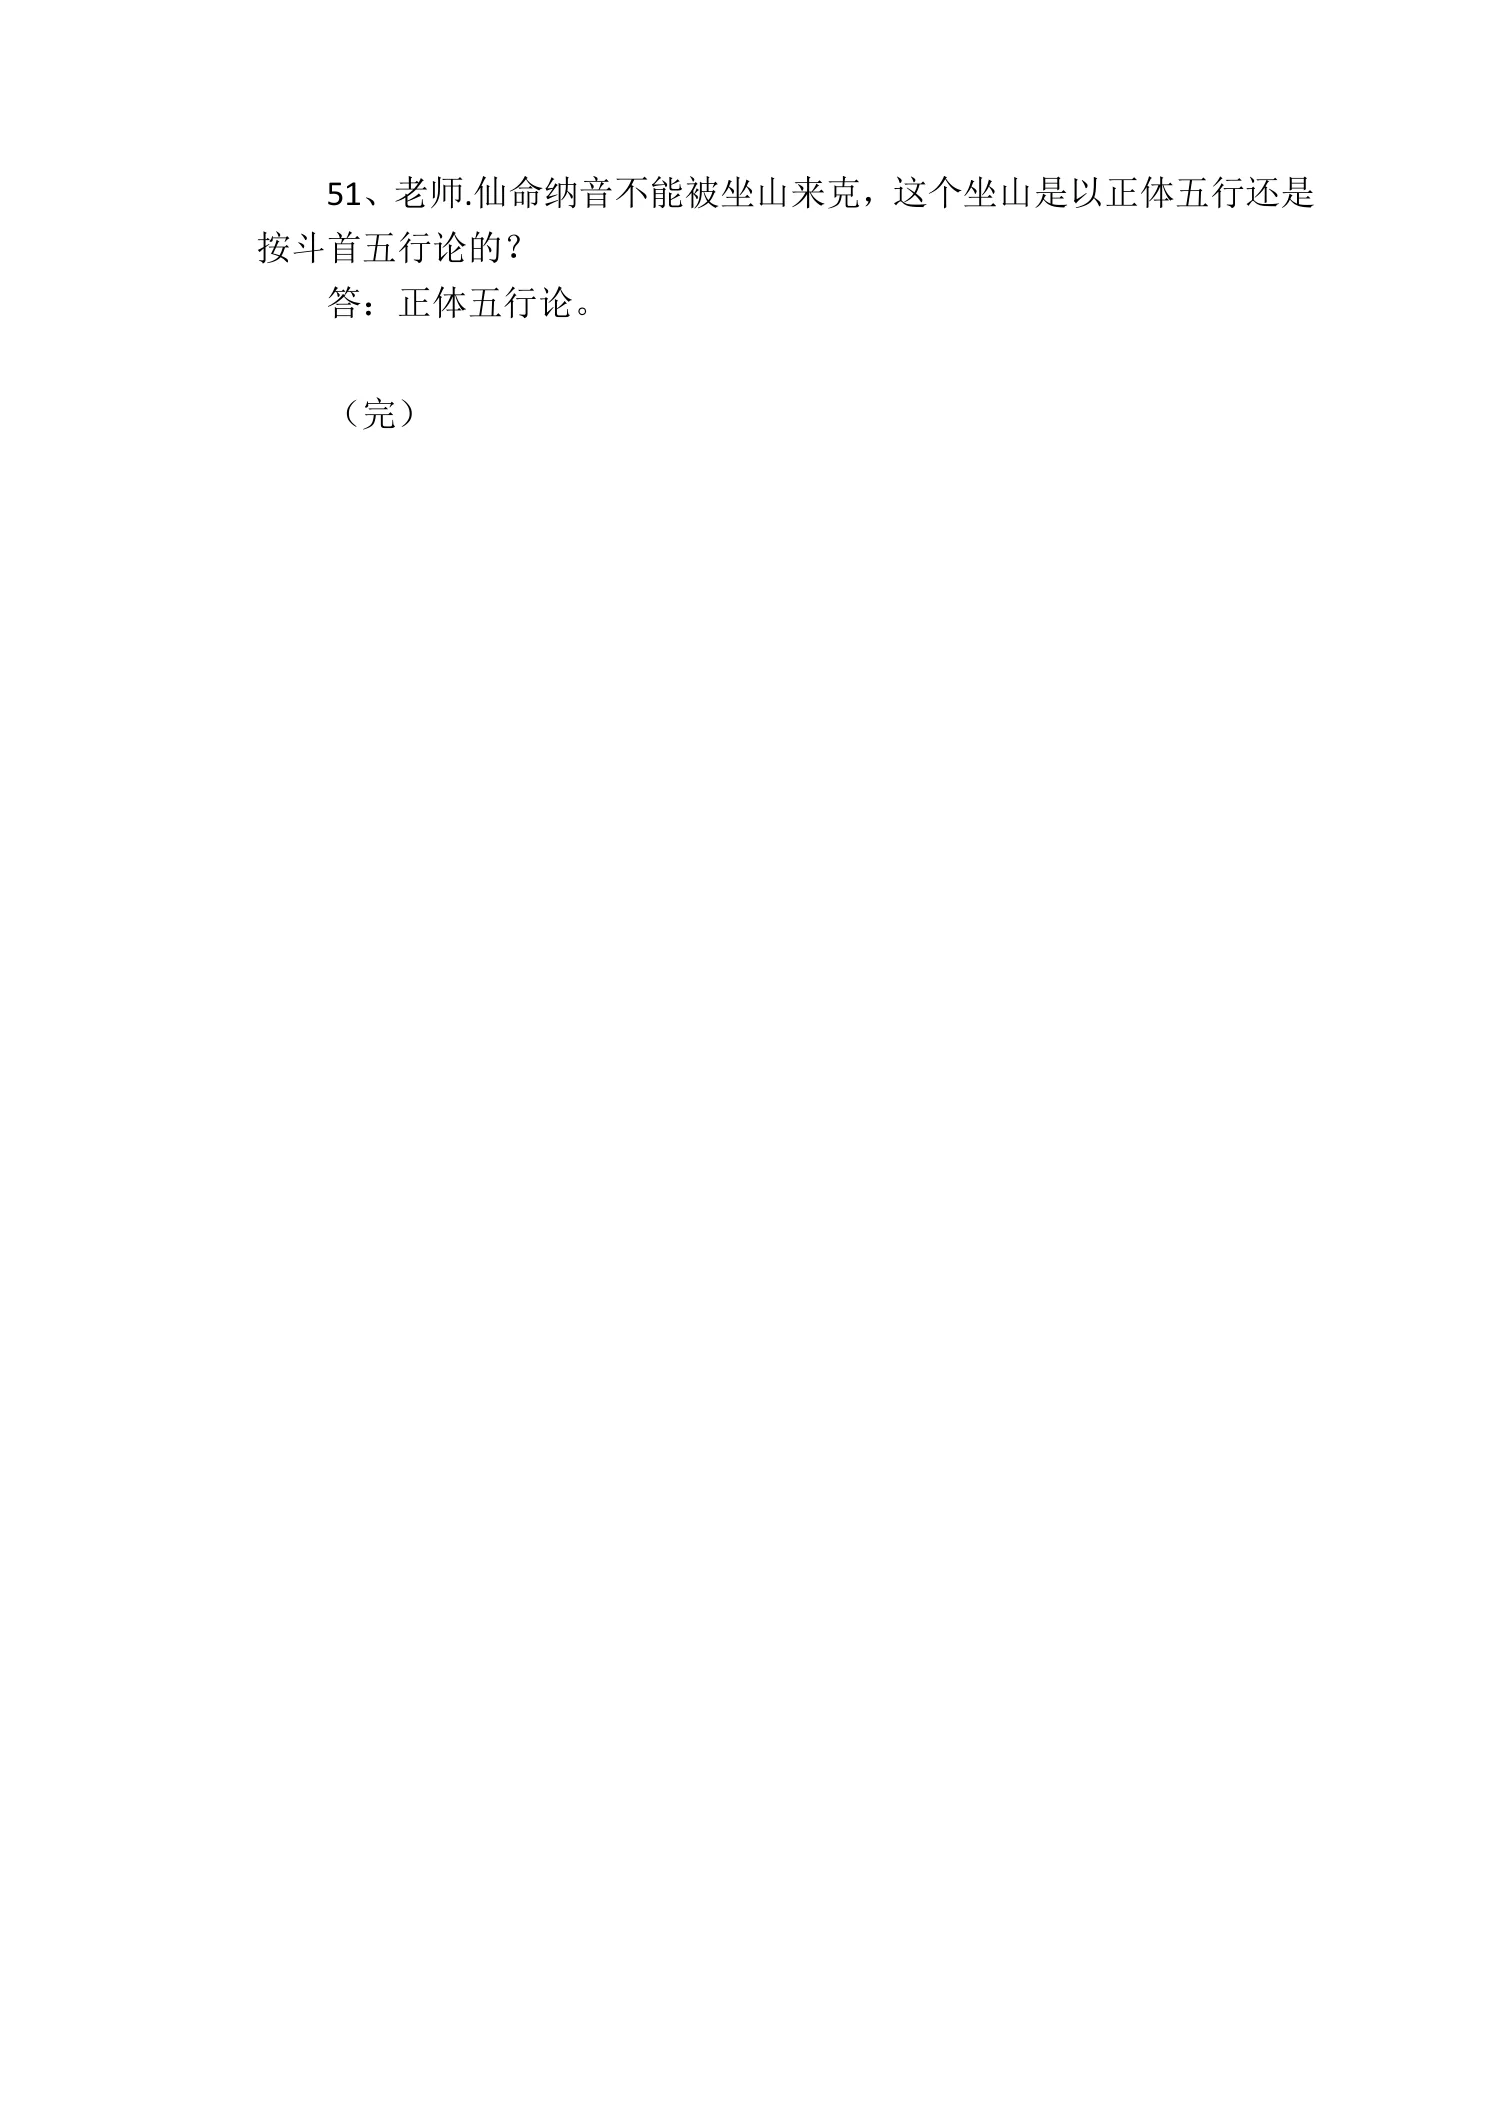 51、老师.仙命纳音不能被坐山来克，这个坐山是以正体五行还是
按斗首五行论的？
答：正体五行论。
（完）